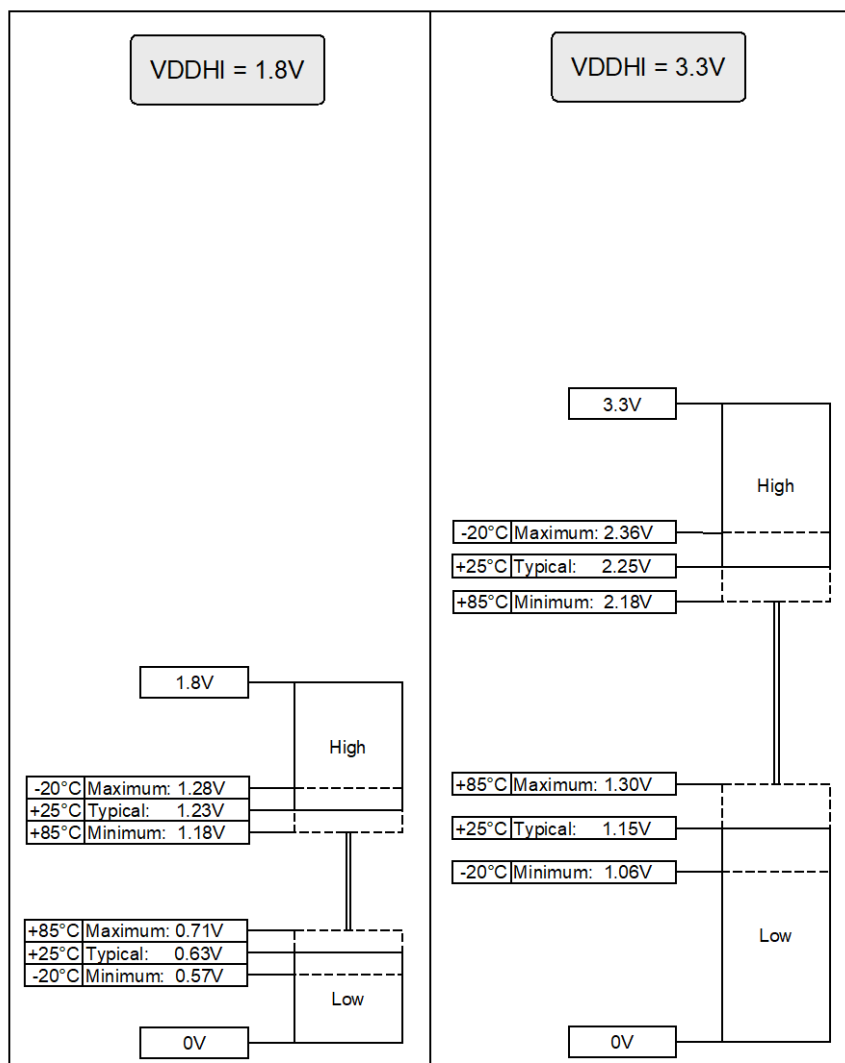 VDDHI = 1.8V
1.8V
High
-20°C Maximum: 1.28V
+25°C Typical: 1.23V
+85°C Minimum: 1.18V
+85°C Maximum: 0.71V
+25°C Typical: 0.63V
-20°C Minimum: 0.57V
Low
0V
VDDHI = 3.3V
3.3V
High
-20°C Maximum: 2.36V
+25°C Typical: 2.25V
+85°C Minimum: 2.18V
+85°C Maximum: 1.30V
+25°C Typical: 1.15V
-20°C Minimum: 1.06V
Low
0V